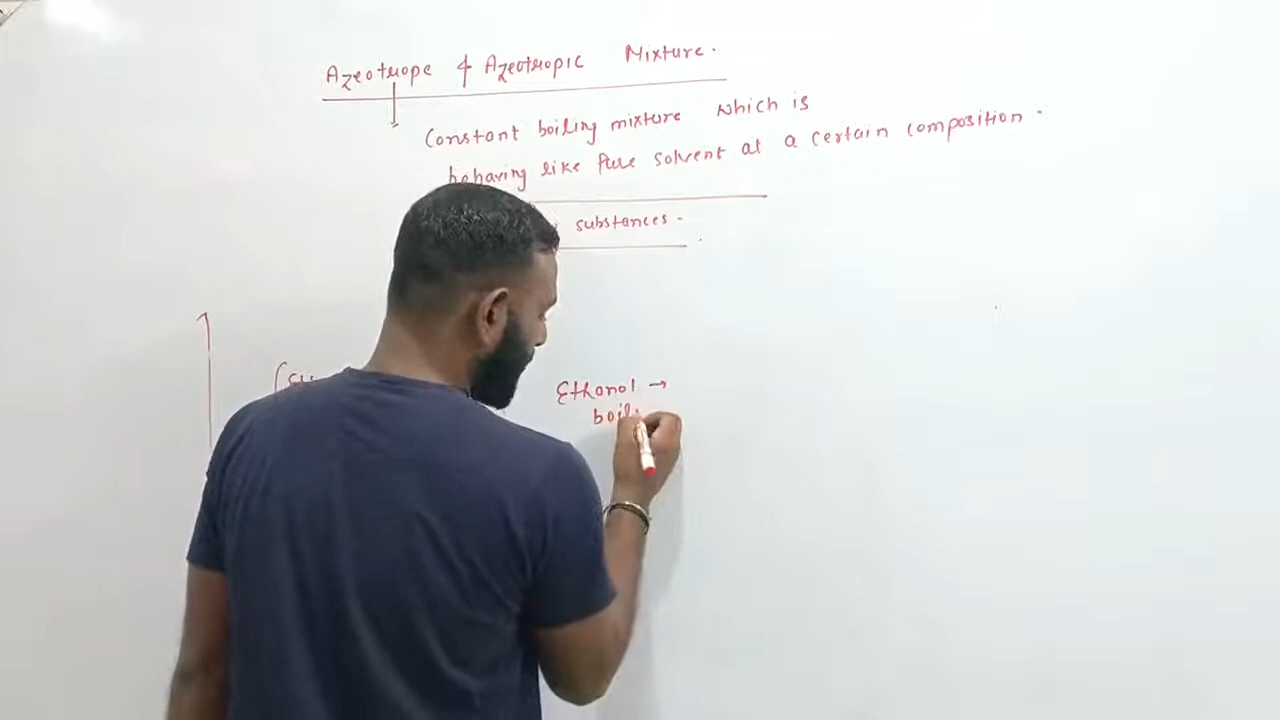 Azeotrope & Azeotropic Mixture.
Constant boiling mixture which is
behaving like Pure solvent at a certain composition.
substances.
Ethanol →
boil